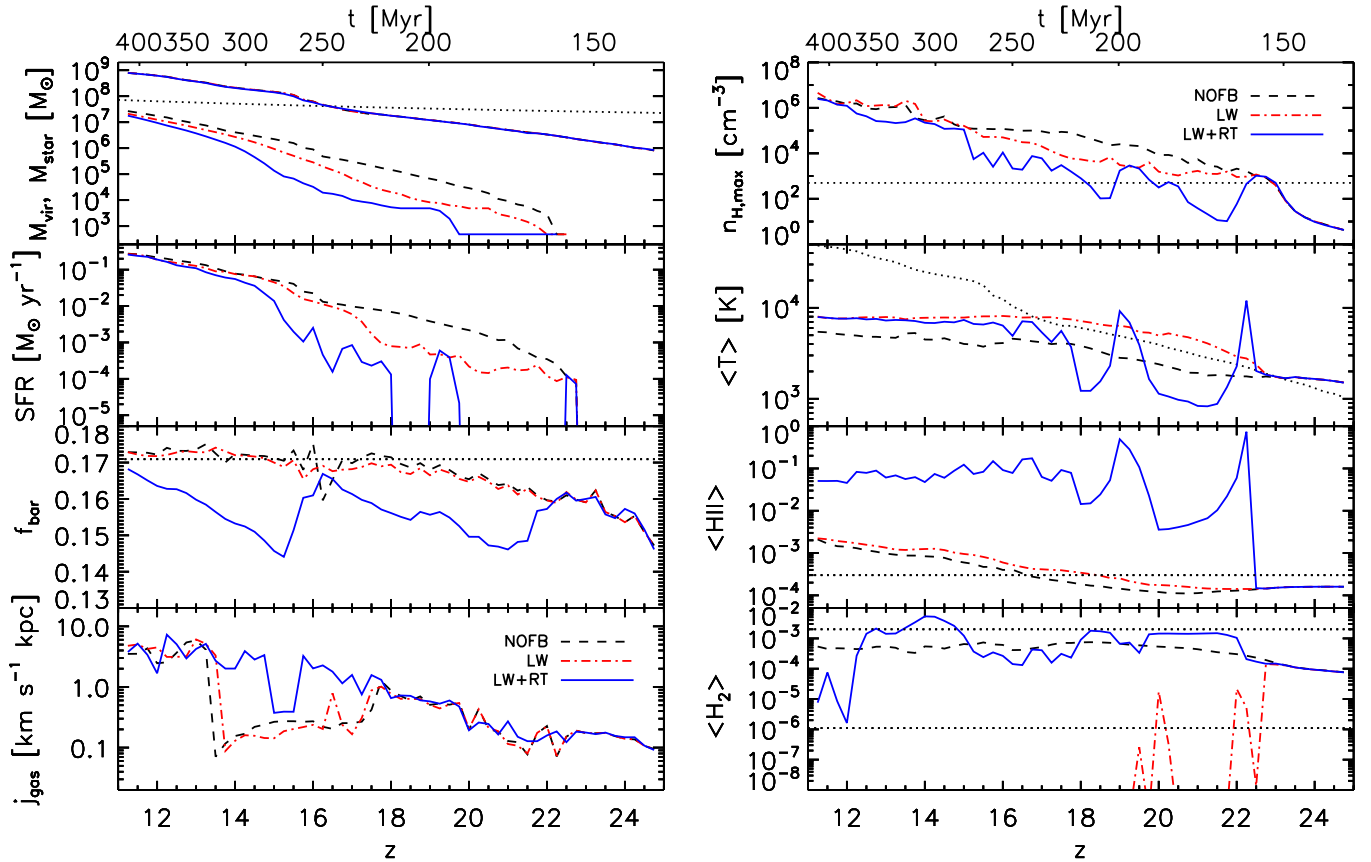 t [Myr]
400 350 300 250 200 150
M_vir, M_star [M_⊙]
10^9
10^8
10^7
10^6
10^5
10^4
10^3
SFR [M_⊙ yr^−1]
10^−1
10^−2
10^−3
10^−4
10^−5
f_bar
0.18
0.17
0.16
0.15
0.14
0.13
j_gas [km s^−1 kpc]
10.0
1.0
0.1
NOFB
LW
LW+RT
12 14 16 18 20 22 24
z
t [Myr]
400 350 300 250 200 150
n_H,max [cm^−3]
10^8
10^6
10^4
10^2
10^0
NOFB
LW
LW+RT
<T> [K]
10^4
10^3
<HII>
10^0
10^−1
10^−2
10^−3
10^−4
<H_2>
10^−2
10^−3
10^−4
10^−5
10^−6
10^−7
10^−8
12 14 16 18 20 22 24
z